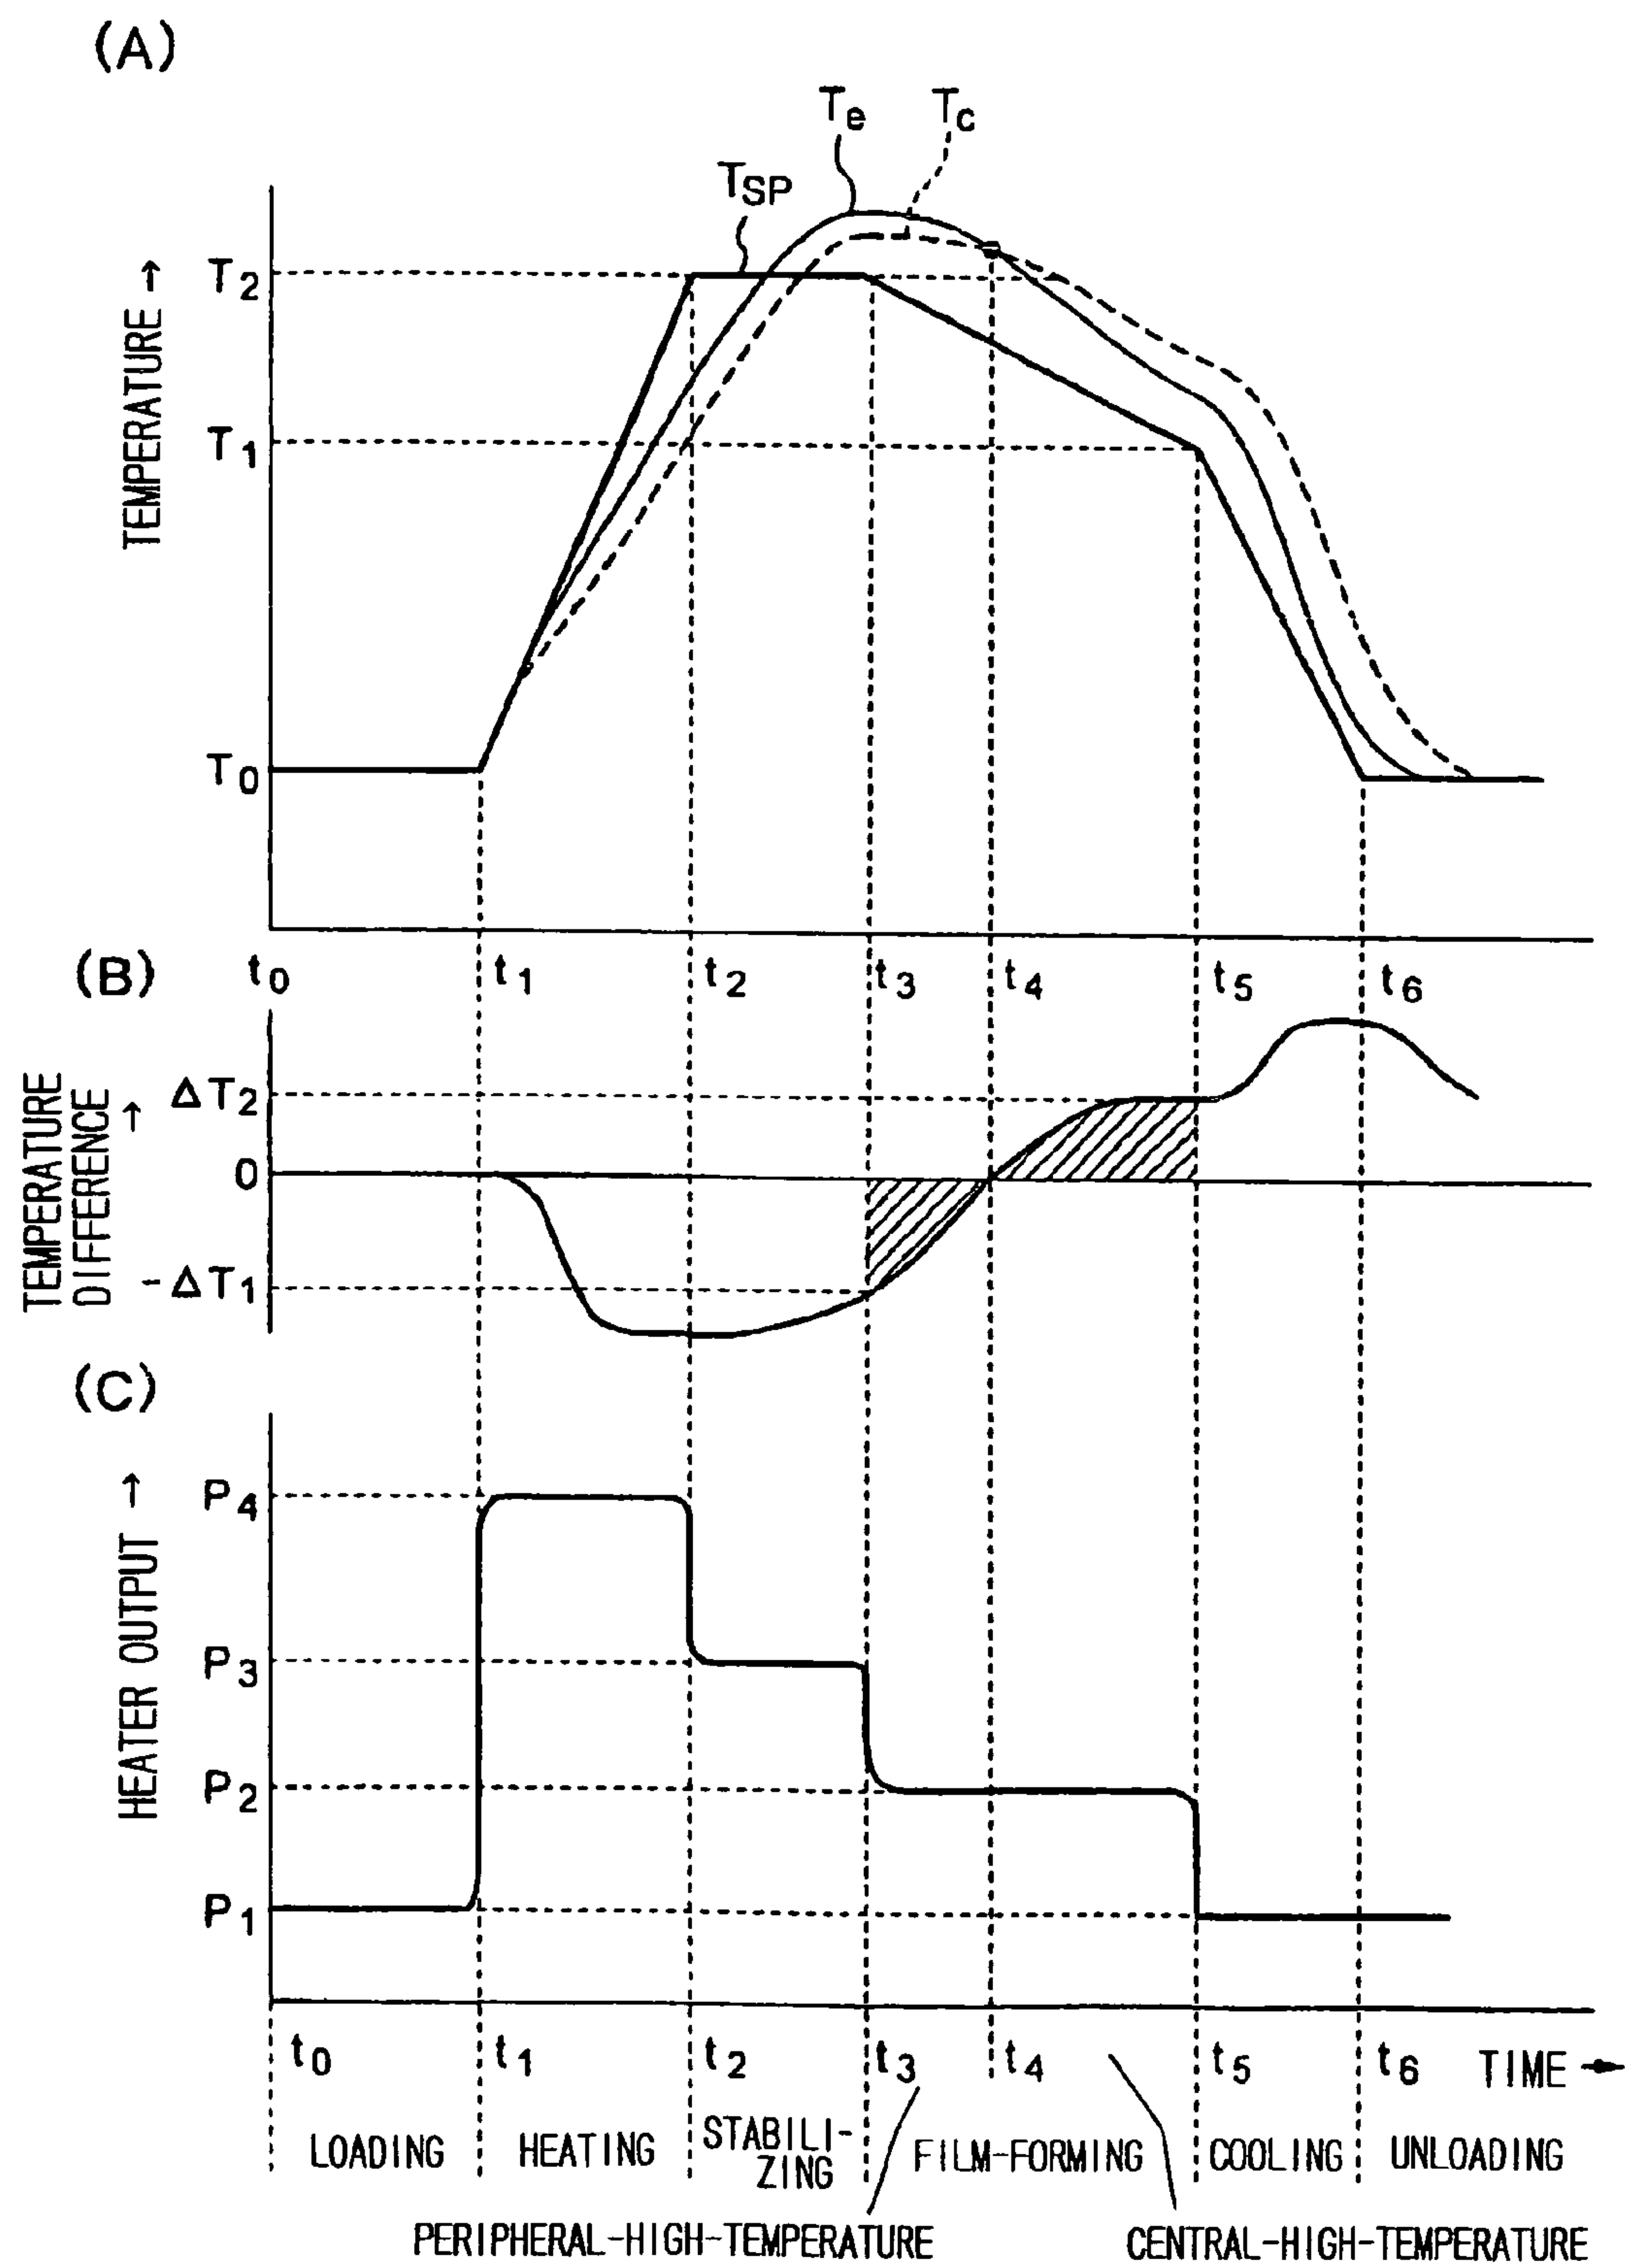 (A)
Te
Tc
TSP
TEMPERATURE →
T2
T1
T0
t0 t1 t2 t3 t4 t5 t6
(B)
TEMPERATURE
DIFFERENCE →
ΔT2
0
-ΔT1
(C)
HEATER OUTPUT →
P4
P3
P2
P1
t0 t1 t2 t3 t4 t5 t6 TIME →
LOADING HEATING STABILI-
ZING FILM-FORMING COOLING UNLOADING
PERIPHERAL-HIGH-TEMPERATURE CENTRAL-HIGH-TEMPERATURE